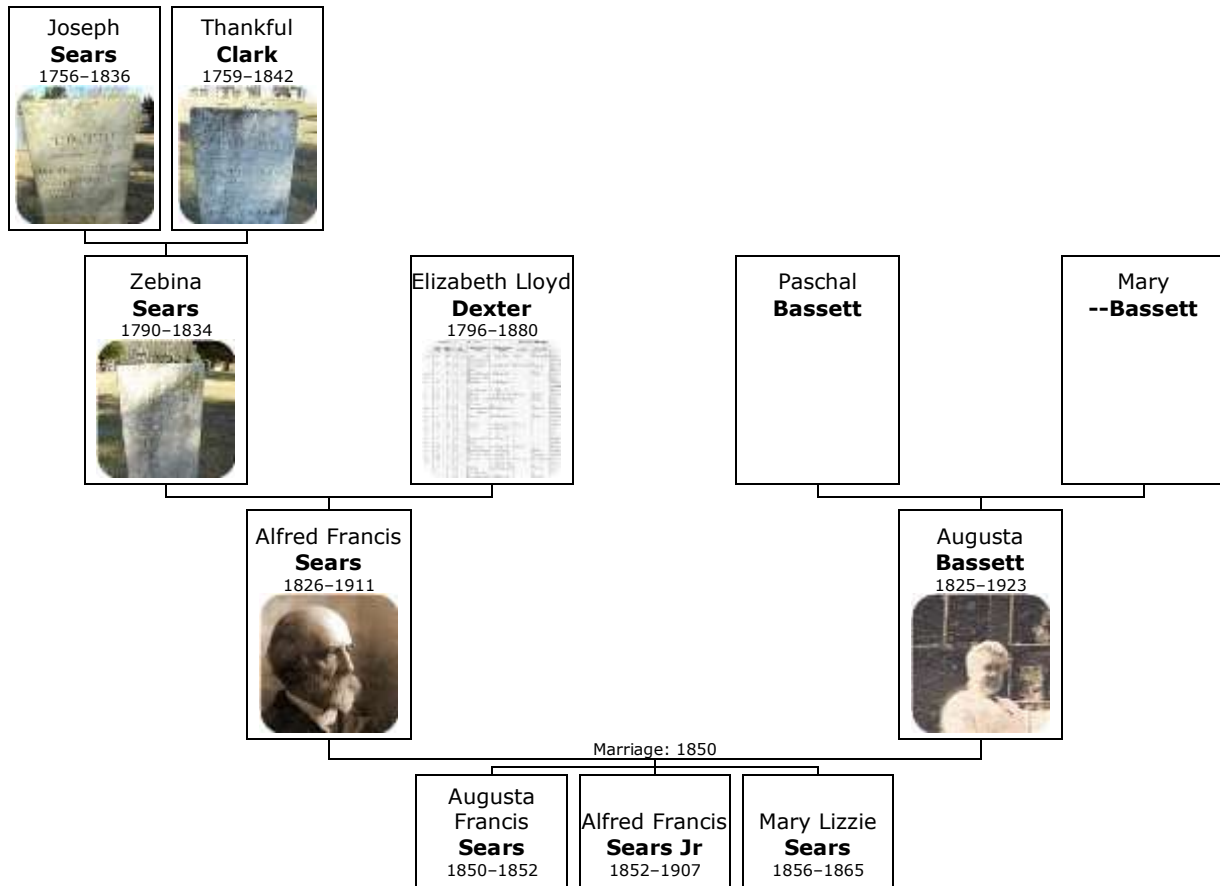 Joseph
Sears
1756–1836
Thankful
Clark
1759–1842
Zebina
Sears
1790–1834
Elizabeth Lloyd
Dexter
1796–1880
Paschal
Bassett
Mary
--Bassett
Alfred Francis
Sears
1826–1911
Augusta
Bassett
1825–1923
Marriage: 1850
Augusta
Francis
Sears
1850–1852
Alfred Francis
Sears Jr
1852–1907
Mary Lizzie
Sears
1856–1865